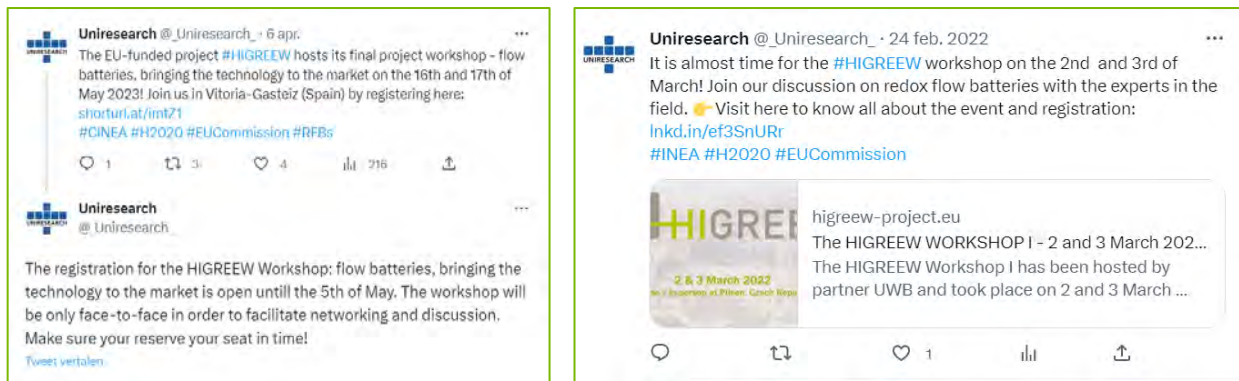 Uniresearch @_Uniresearch_ · 6 apr.
The EU-funded project #HIGREEW hosts its final project workshop - flow
batteries, bringing the technology to the market on the 16th and 17th of
May 2023! Join us in Vitoria-Gasteiz (Spain) by registering here:
shorturl.at/imtZ1
#CINEA #H2020 #EUCommission #RFBs
1 3 4 216
UNIRESEARCH
Uniresearch
@_Uniresearch_
The registration for the HIGREEW Workshop: flow batteries, bringing the
technology to the market is open untill the 5th of May. The workshop will
be only face-to-face in order to facilitate networking and discussion.
Make sure your reserve your seat in time!
Tweet vertalen
UNIRESEARCH
Uniresearch @_Uniresearch_ · 24 feb. 2022
It is almost time for the #HIGREEW workshop on the 2nd and 3rd of
March! Join our discussion on redox flow batteries with the experts in the
field. 👉 Visit here to know all about the event and registration:
lnkd.in/ef3SnURr
#INEA #H2020 #EUCommission
HIGREE
2 & 3 March 2022
Pilsen, Czech Repu
higreew-project.eu
The HIGREEW WORKSHOP I - 2 and 3 March 202...
The HIGREEW Workshop I has been hosted by
partner UWB and took place on 2 and 3 March ...
1
UNIRESEARCH